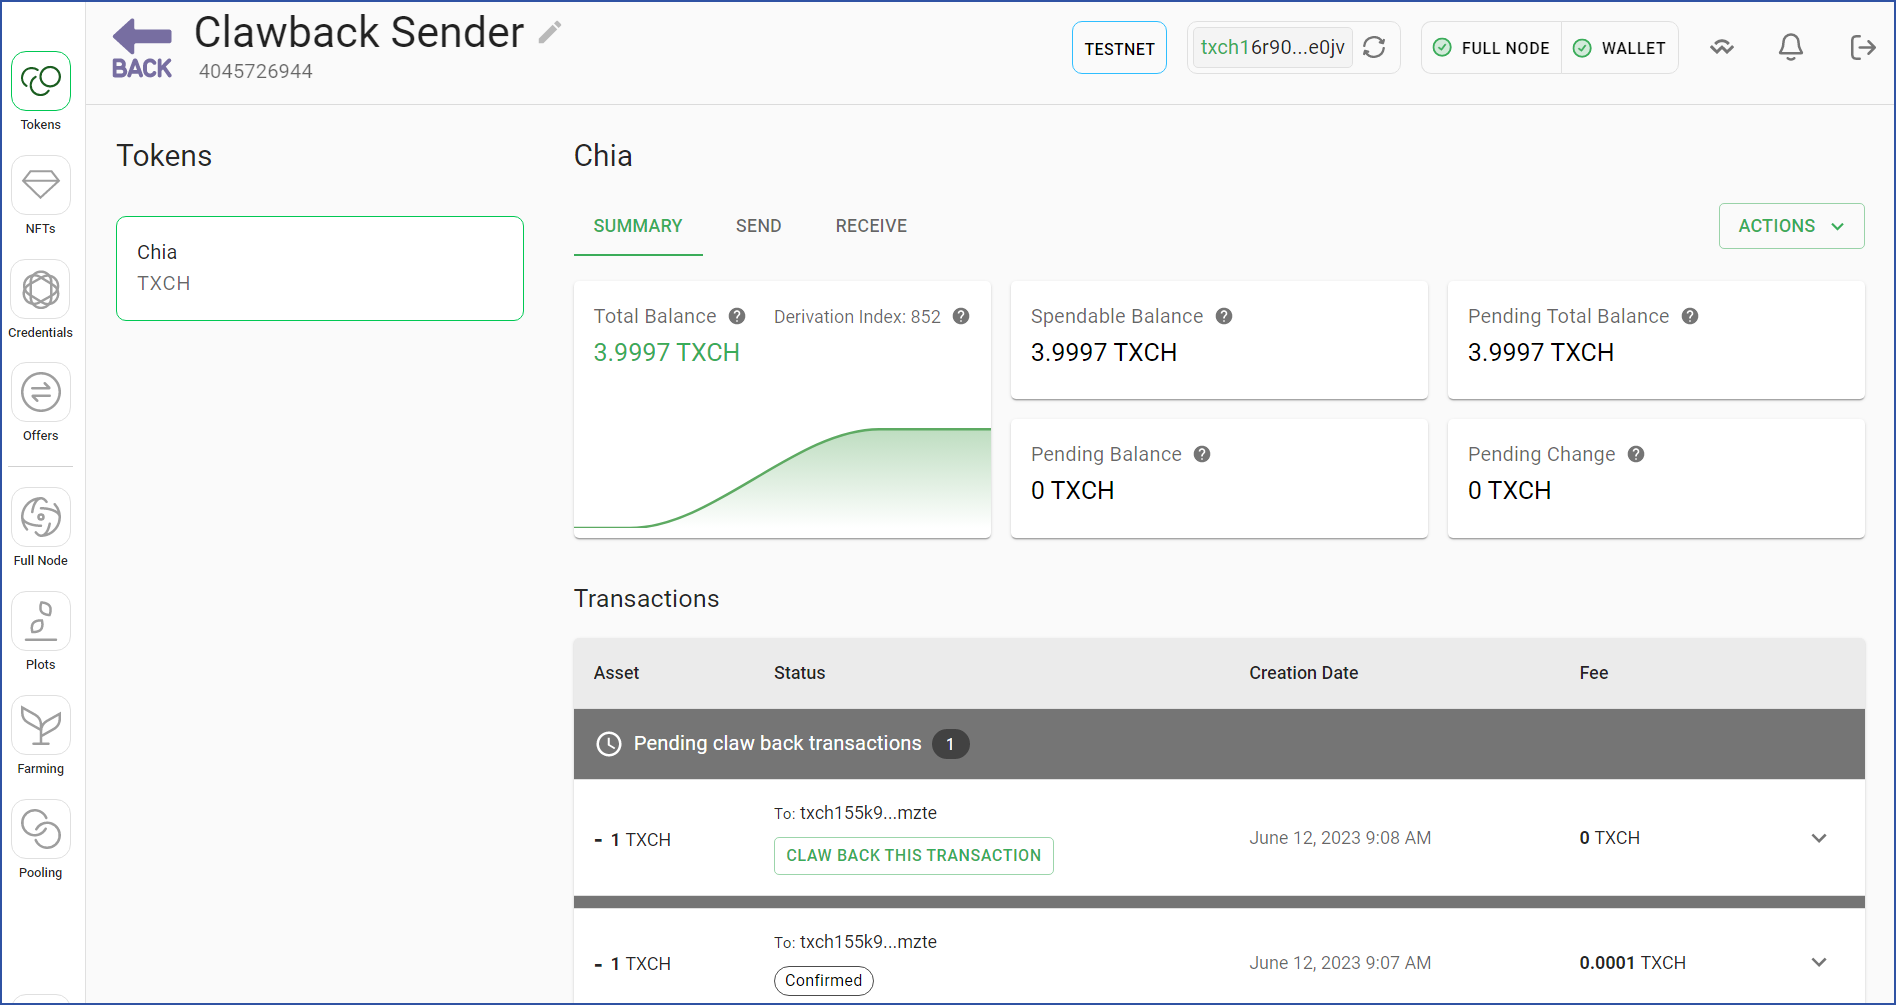 BACK
Clawback Sender
4045726944
TESTNET
txch16r90...e0jv
FULL NODE
WALLET
Tokens
NFTs
Credentials
Offers
Full Node
Plots
Farming
Pooling
Tokens
Chia
TXCH
Chia
SUMMARY
SEND
RECEIVE
ACTIONS
Total Balance
Derivation Index: 852
3.9997 TXCH
Spendable Balance
3.9997 TXCH
Pending Total Balance
3.9997 TXCH
Pending Balance
0 TXCH
Pending Change
0 TXCH
Transactions
Asset
Status
Creation Date
Fee
Pending claw back transactions 1
- 1 TXCH
To: txch155k9...mzte
CLAW BACK THIS TRANSACTION
June 12, 2023 9:08 AM
0 TXCH
- 1 TXCH
To: txch155k9...mzte
Confirmed
June 12, 2023 9:07 AM
0.0001 TXCH